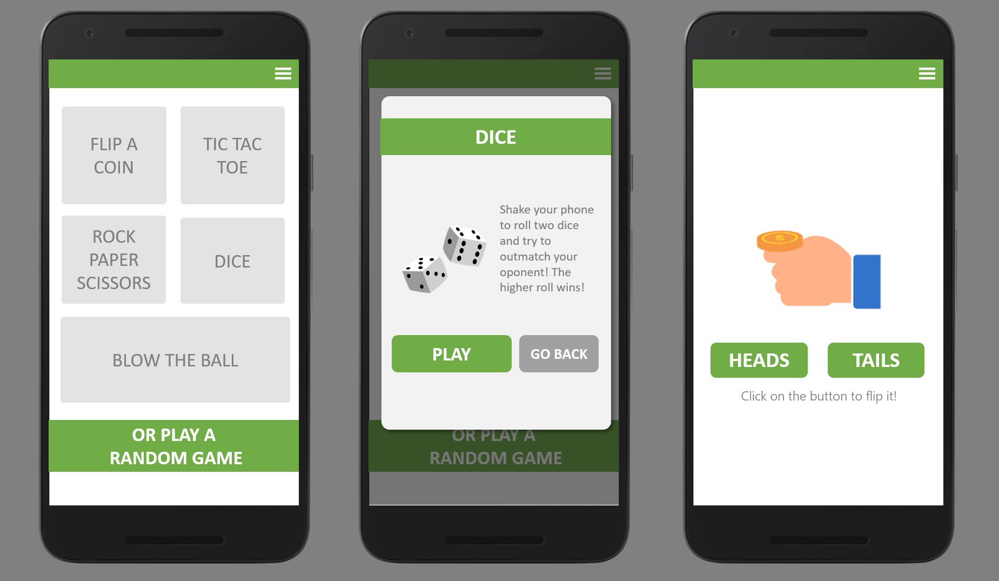 FLIP A
COIN
TIC TAC
TOE
ROCK
PAPER
SCISSORS
DICE
BLOW THE BALL
OR PLAY A
RANDOM GAME
DICE
Shake your phone
to roll two dice
and try to
outmatch your
oponent! The
higher roll wins!
PLAY
GO BACK
OR PLAY A
RANDOM GAME
$
HEADS
TAILS
Click on the button to flip it!